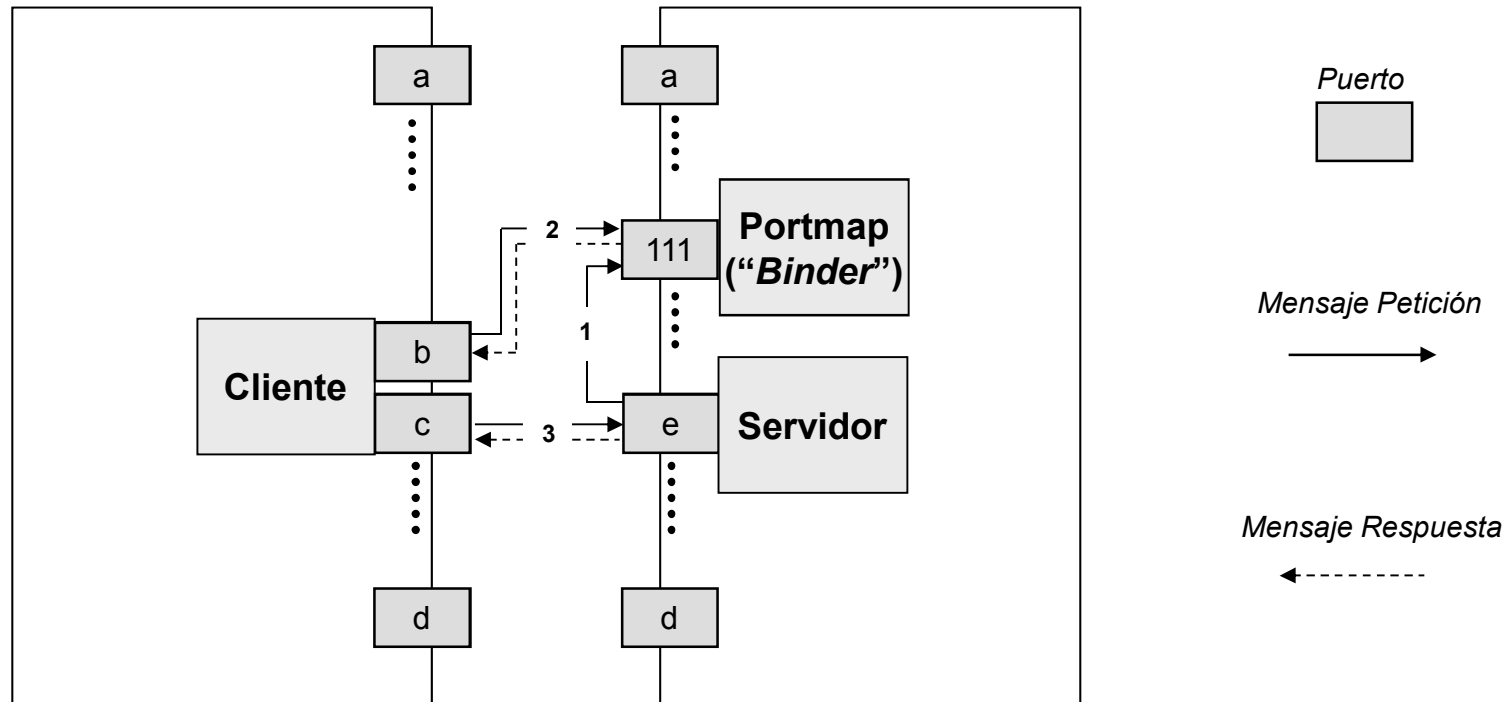 a
a
Puerto
2
111
Portmap
(“Binder”)
Mensaje Petición
1
b
Cliente
c
3
e
Servidor
Mensaje Respuesta
d
d